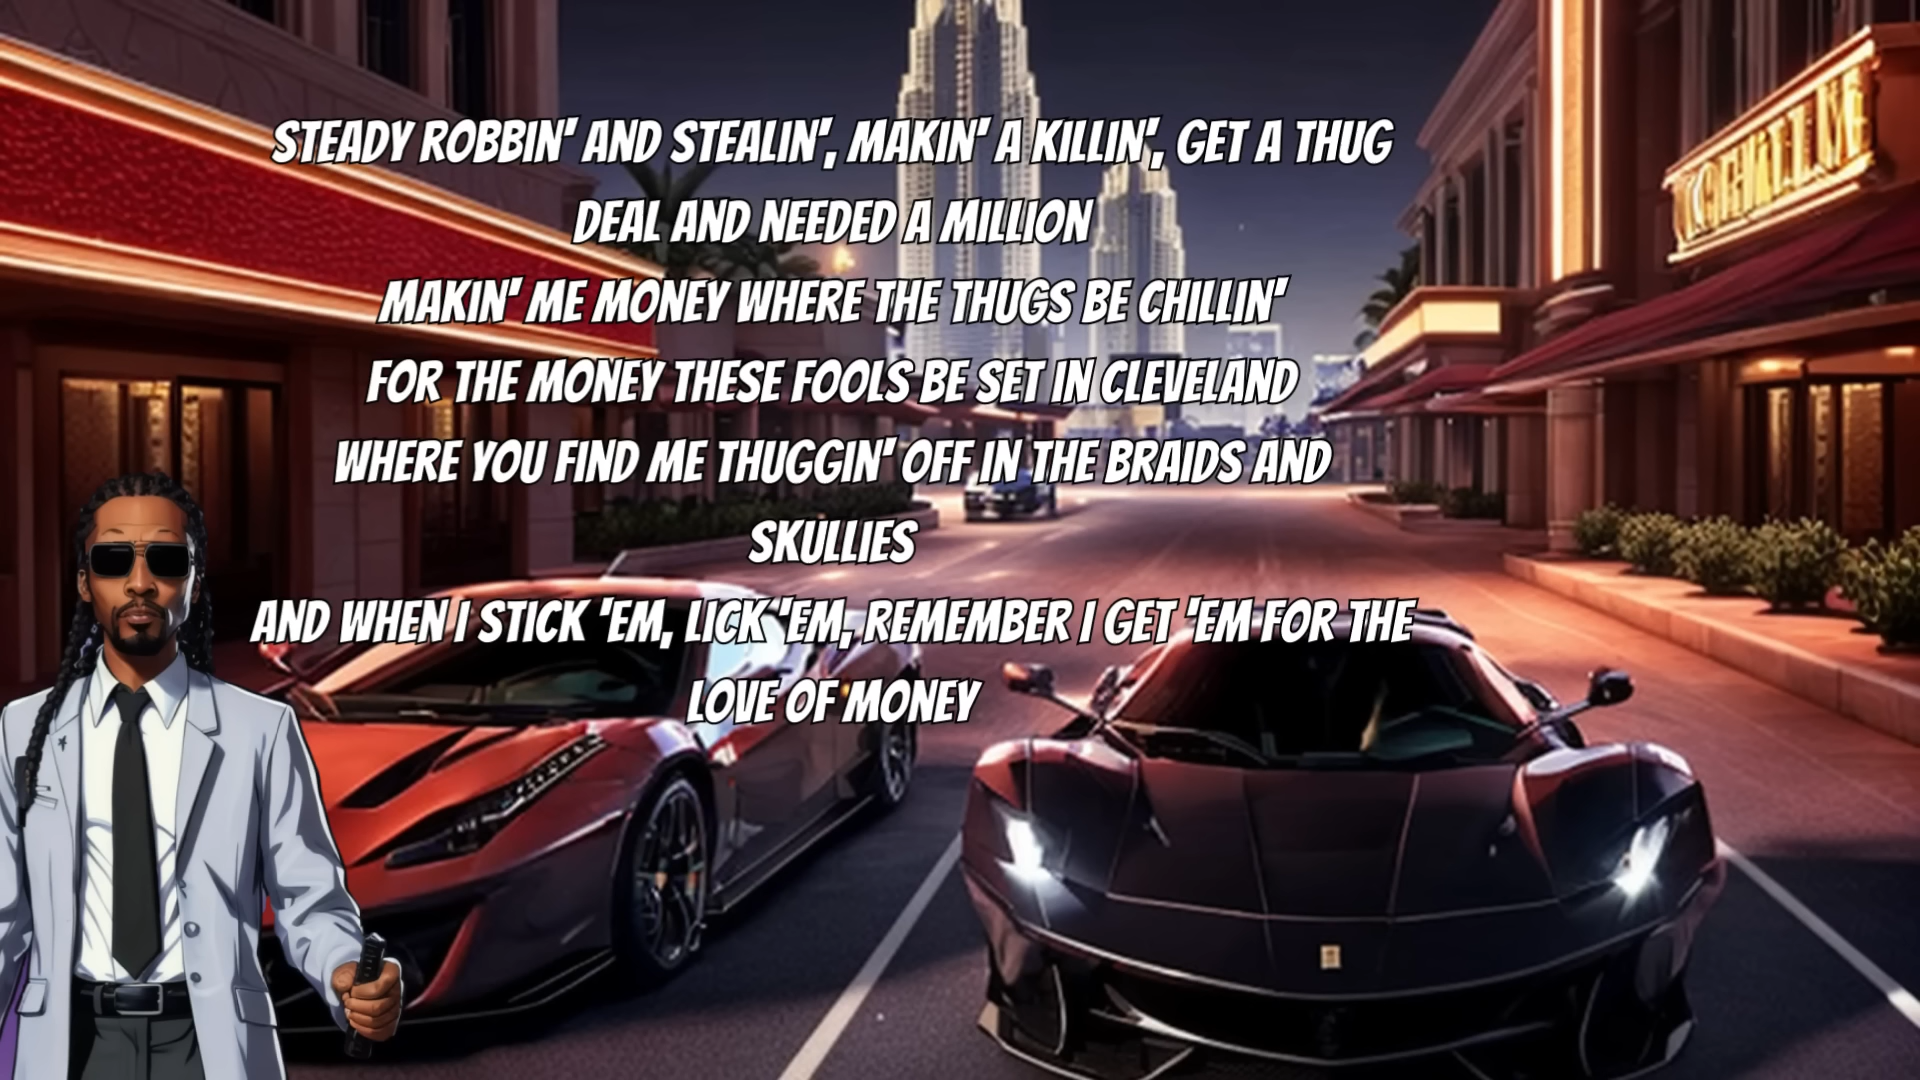 STEADY ROBBIN' AND STEALIN', MAKIN' A KILLIN', GET A THUG
DEAL AND NEEDED A MILLION
MAKIN' ME MONEY WHERE THE THUGS BE CHILLIN'
FOR THE MONEY THESE FOOLS BE SET IN CLEVELAND
WHERE YOU FIND ME THUGGIN' OFF IN THE BRAIDS AND
SKULLIES
AND WHEN I STICK 'EM, LICK 'EM, REMEMBER I GET 'EM FOR THE
LOVE OF MONEY